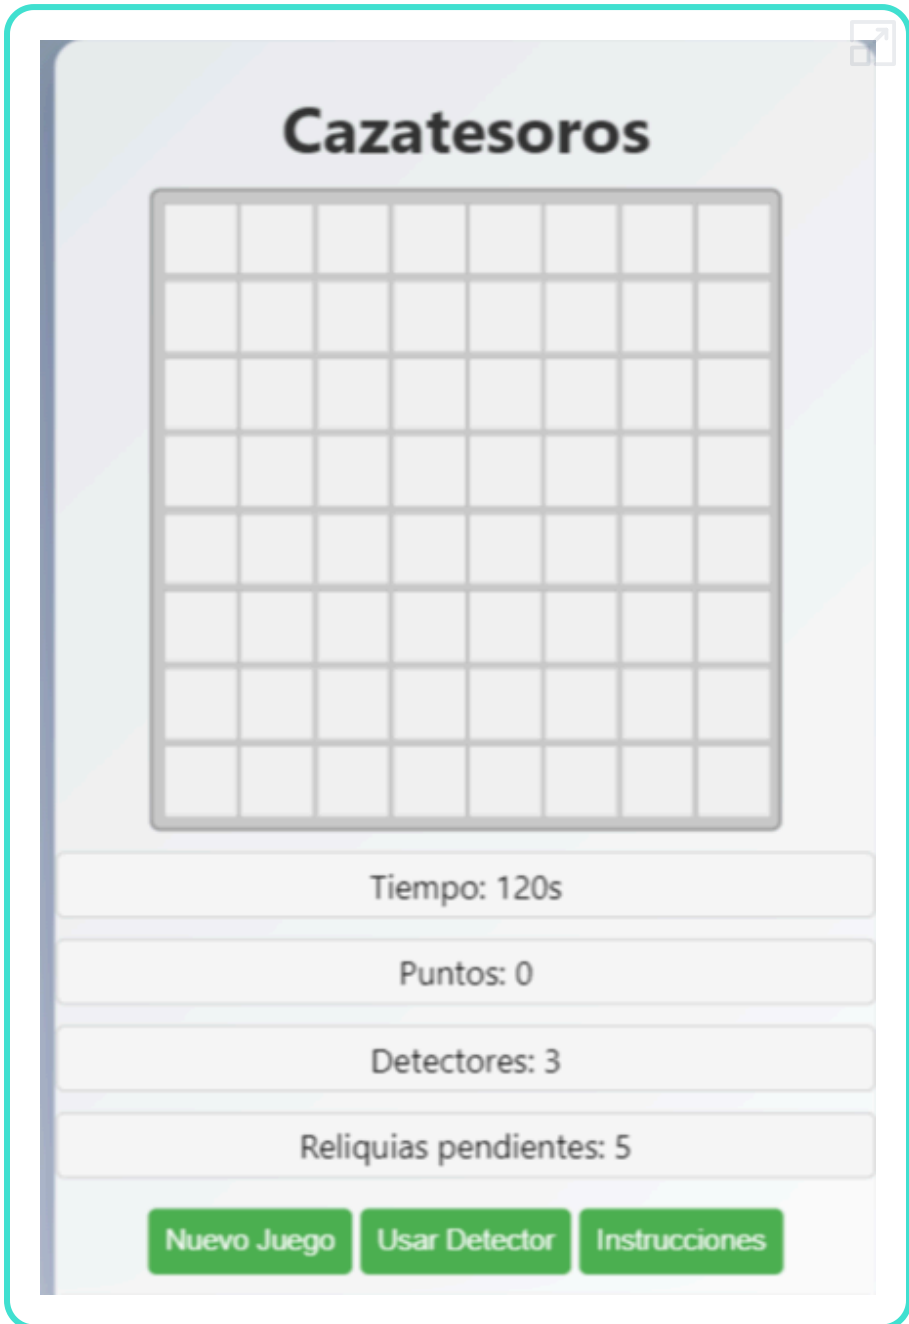 Cazatesoros
Tiempo: 120s
Puntos: 0
Detectores: 3
Reliquias pendientes: 5
Nuevo Juego Usar Detector Instrucciones